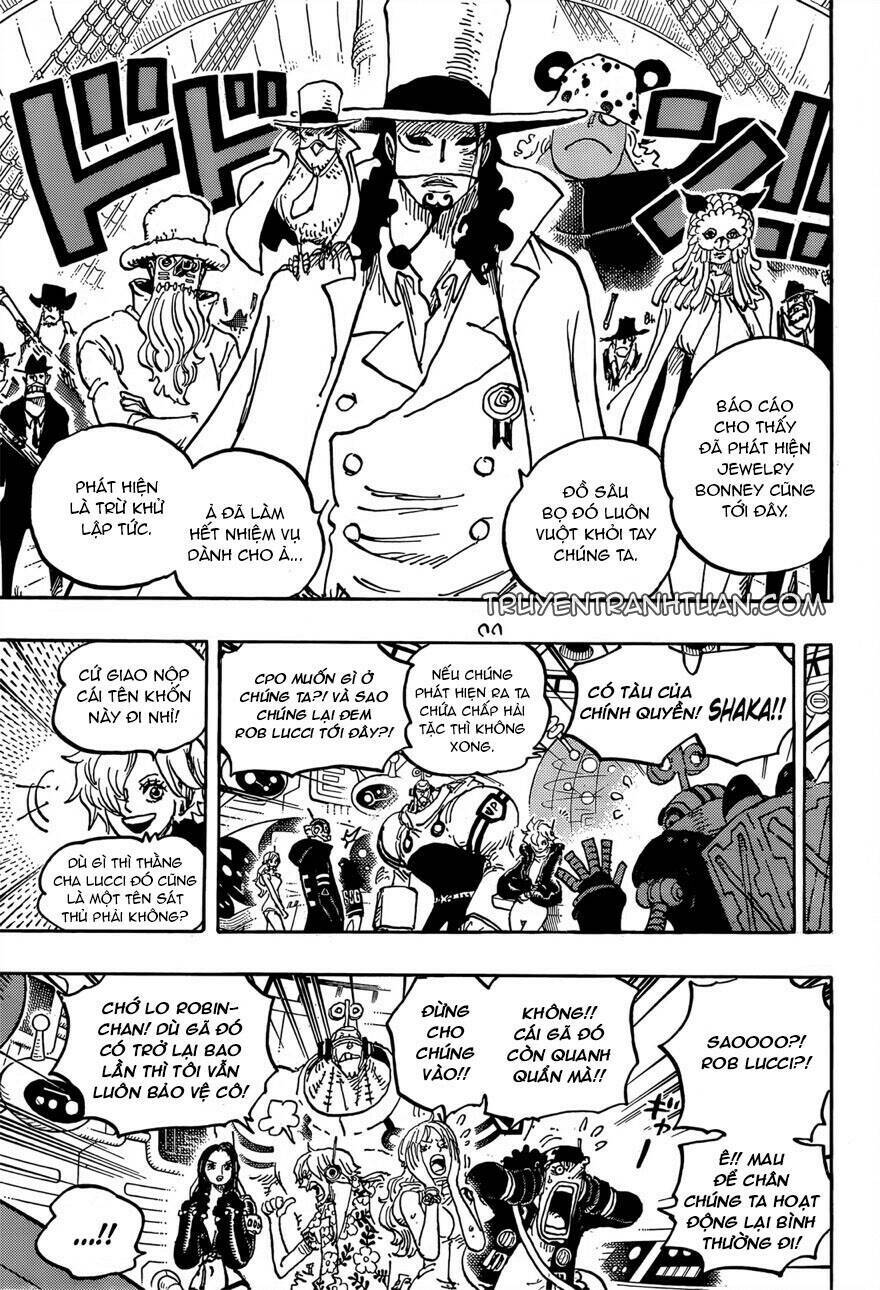 ドドドン!!
BÁO CÁO
CHO THẤY
ĐÃ PHÁT HIỆN
JEWELRY
BONNEY CŨNG
TỚI ĐÂY.
ĐỒ SÂU
BỌ ĐÓ LUÔN
VUỘT KHỎI TAY
CHÚNG TA.
Ả ĐÃ LÀM
HẾT NHIỆM VỤ
DÀNH CHO Ả...
PHÁT HIỆN
LÀ TRỪ KHỬ
LẬP TỨC.
TRUYENTRANHTUAN.COM
CÓ TÀU CỦA
CHÍNH QUYỀN! SHAKA!!
NẾU CHÚNG
PHÁT HIỆN RA TA
CHỨA CHẤP HẢI
TẶC THÌ KHÔNG
XONG.
CPO MUỐN GÌ Ở
CHÚNG TA?! VÀ SAO
CHÚNG LẠI ĐEM
ROB LUCCI TỚI ĐÂY?!
CỨ GIAO NỘP
CÁI TÊN KHỐN
NÀY ĐI NHỈ!
DÙ GÌ THÌ THẰNG
CHA LUCCI ĐÓ CŨNG
LÀ MỘT TÊN SÁT
THỦ PHẢI KHÔNG?
SAOOOO?!
ROB LUCCI?!
Ê!! MAU
ĐỂ CHÂN
CHÚNG TA HOẠT
ĐỘNG LẠI BÌNH
THƯỜNG ĐI!
KHÔNG!!
CÁI GÃ ĐÓ
CÒN QUANH
QUẨN MÀ!!
ĐỪNG
CHO
CHÚNG
VÀO!!
CHỚ LO ROBIN-
CHAN! DÙ GÃ ĐÓ
CÓ TRỞ LẠI BAO
LẦN THÌ TÔI VẪN
LUÔN BẢO VỆ CÔ!
...!!